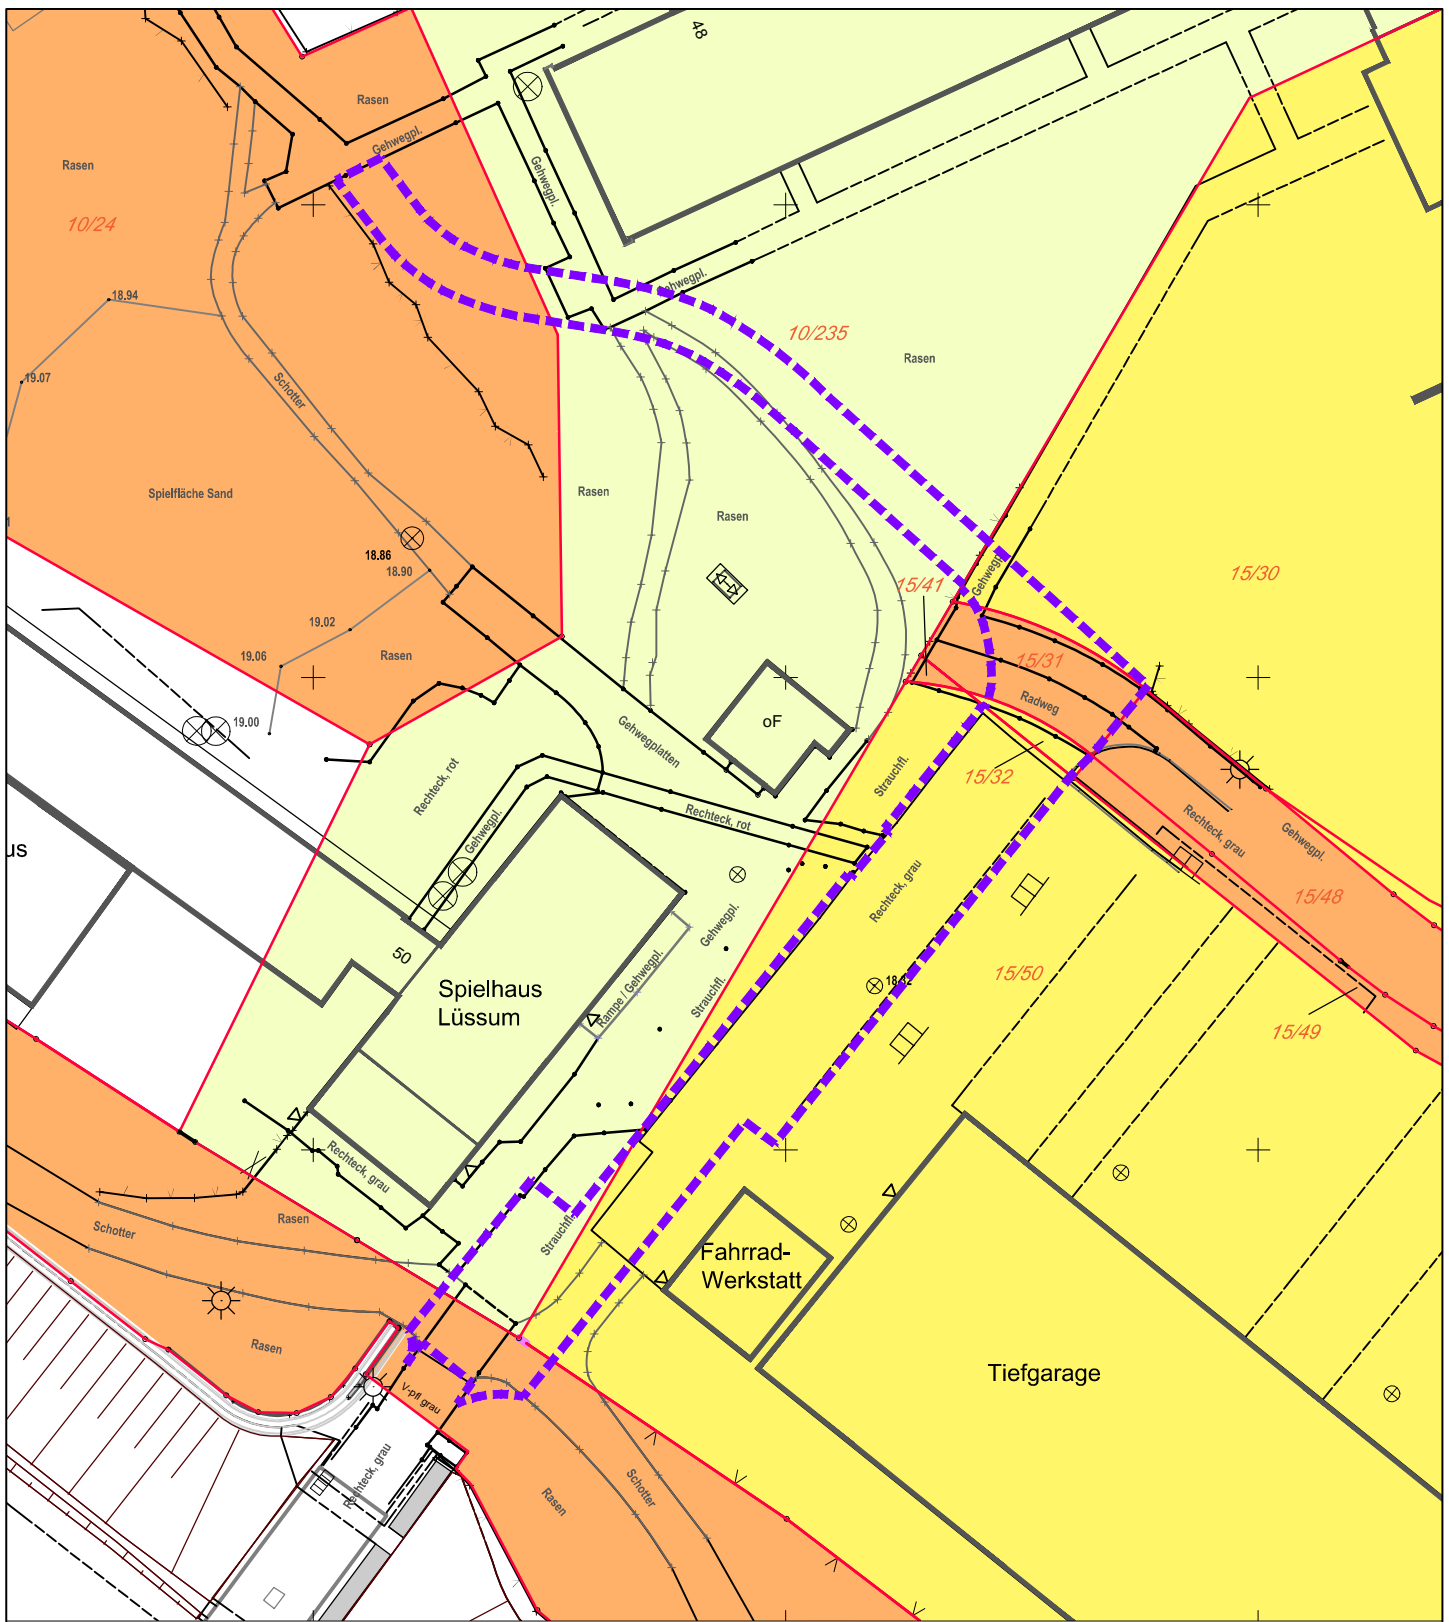 48
Rasen
Gehwegpl.
Rasen
Gehwegpl.
10/24
Gehwegpl.
18.94
10/235
Rasen
19.07
Schotter
Spielfläche Sand
Rasen
Rasen
18.86
18.90
15/41
Gehwegpl.
15/30
19.02
19.06
Rasen
15/31
Radweg
19.00
Gehwegplatten
oF
Rechteck, rot
Strauchfl.
15/32
Rechteck, rot
Gehwegpl.
Rechteck, grau
Gehwegpl.
us
Rechteck, grau
15/48
Gehwegpl.
50
Spielhaus
Lüssum
Rampe / Gehwegpl.
Strauchfl.
15/50
15/49
Rechteck, grau
Rasen
Schotter
Strauchfl.
Fahrrad-
Werkstatt
Rasen
Tiefgarage
V-pfl grau
Rechteck, grau
Schotter
Rasen